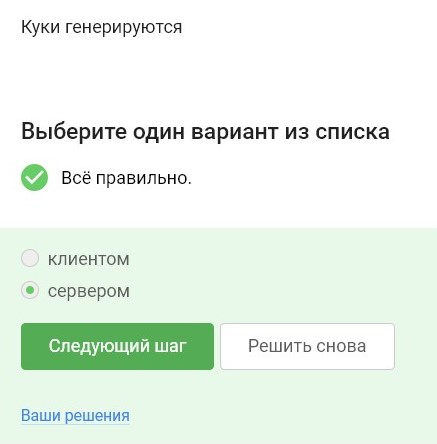 Куки генерируются
Выберите один вариант из списка
Всё правильно.
клиентом
сервером
Следующий шаг
Решить снова
Ваши решения